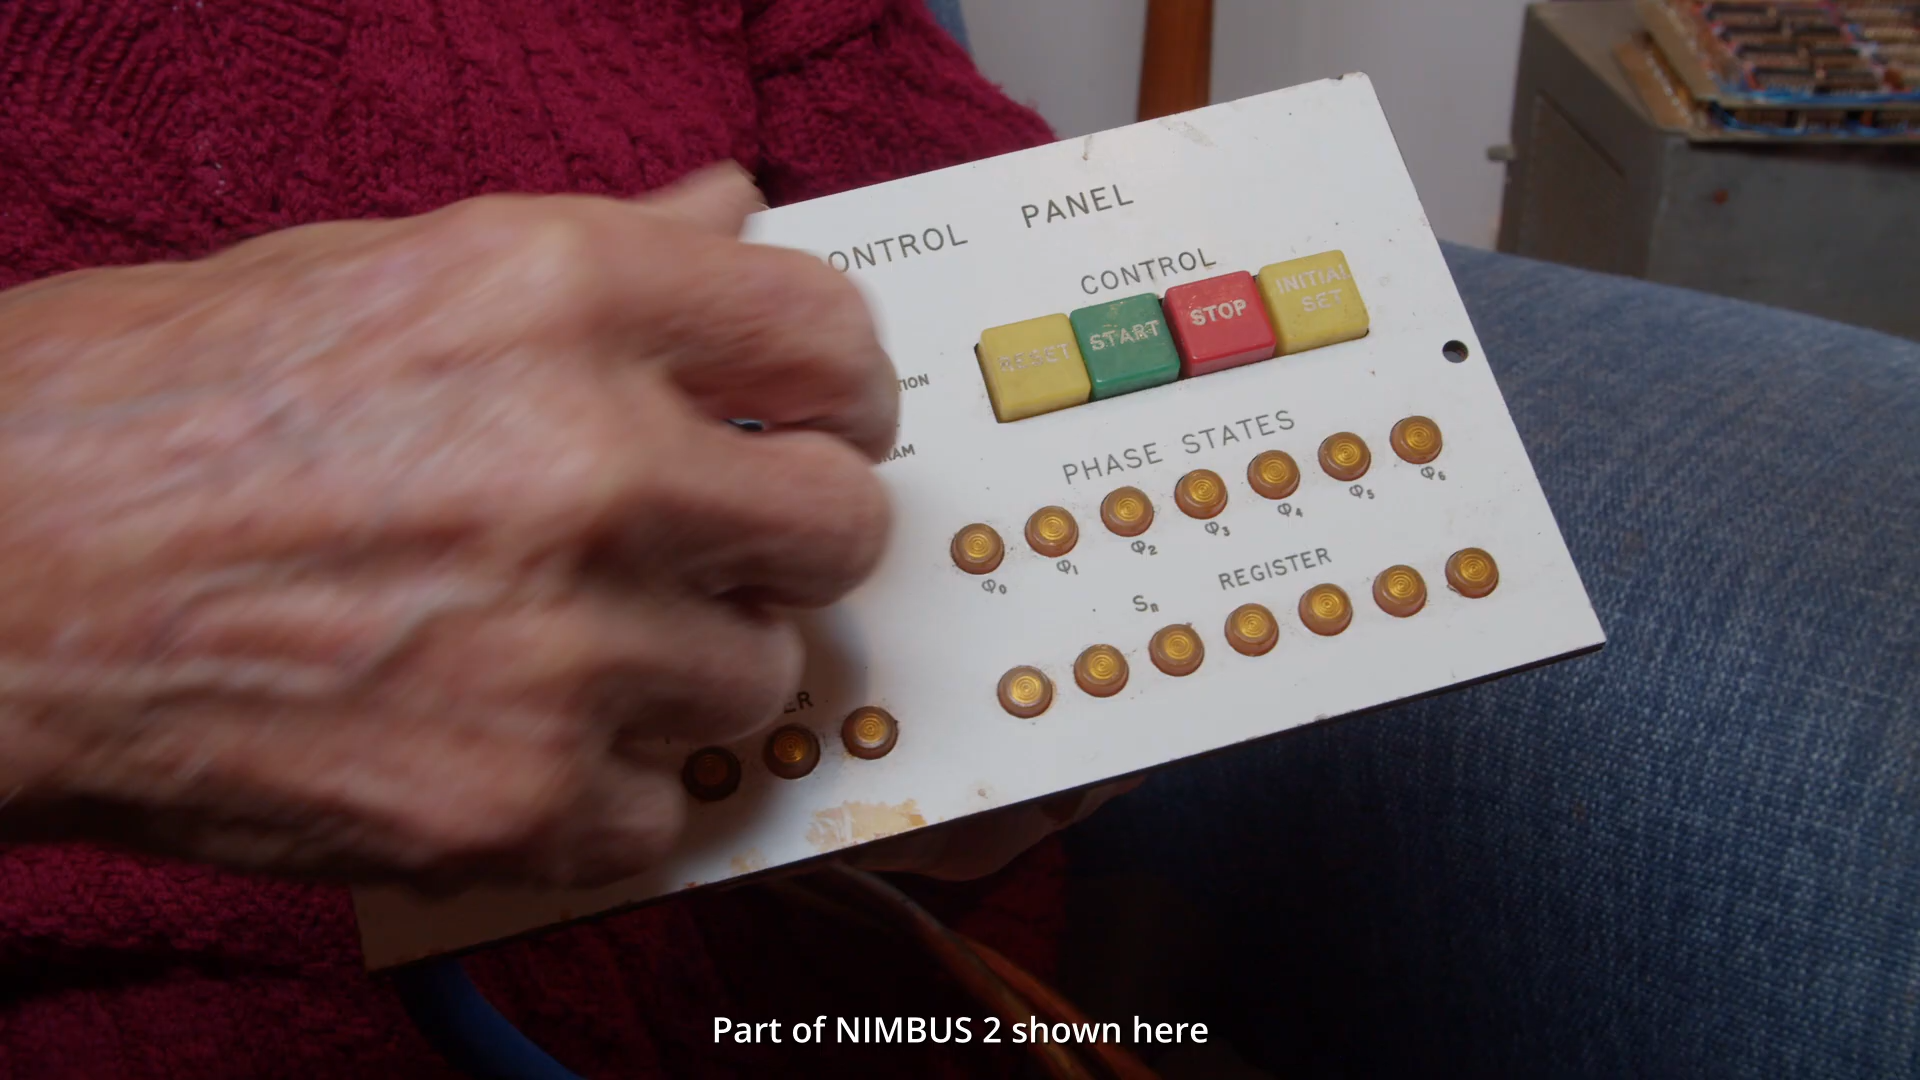 CONTROL PANEL
CONTROL
RESET START STOP INITIAL SET
PHASE STATES
Φ0 Φ1 Φ2 Φ3 Φ4 Φ5 Φ6
Sn REGISTER
Part of NIMBUS 2 shown here